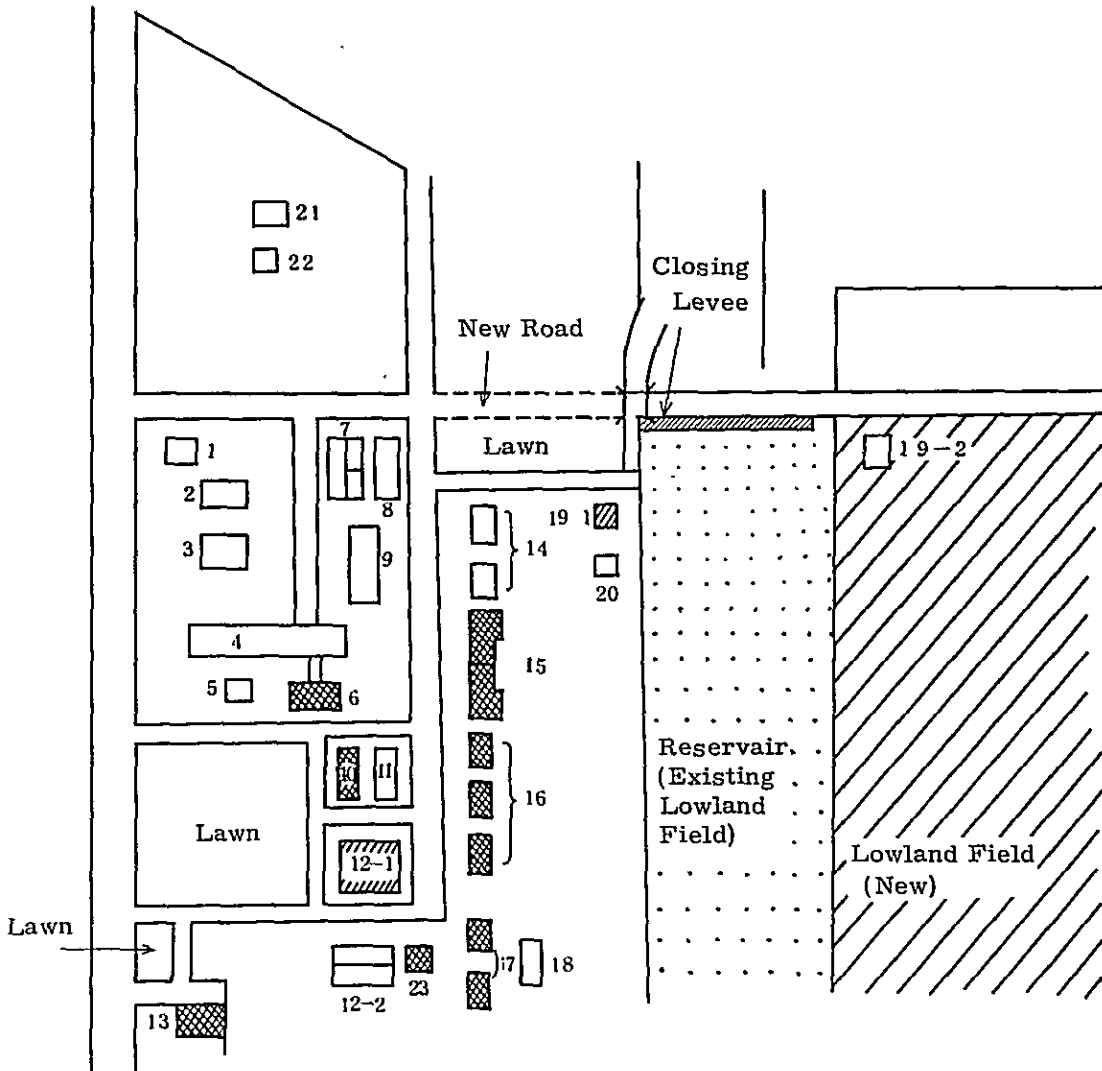 21
22
Closing
Levee
New Road
1
7
Lawn
19-2
2
8
19 1
14
3
9
20
4
15
5
6
Reservair
(Existing
Lowland
Field)
10
11
16
Lawn
12-1
Lowland Field
(New)
Lawn
17
18
23
12-2
13